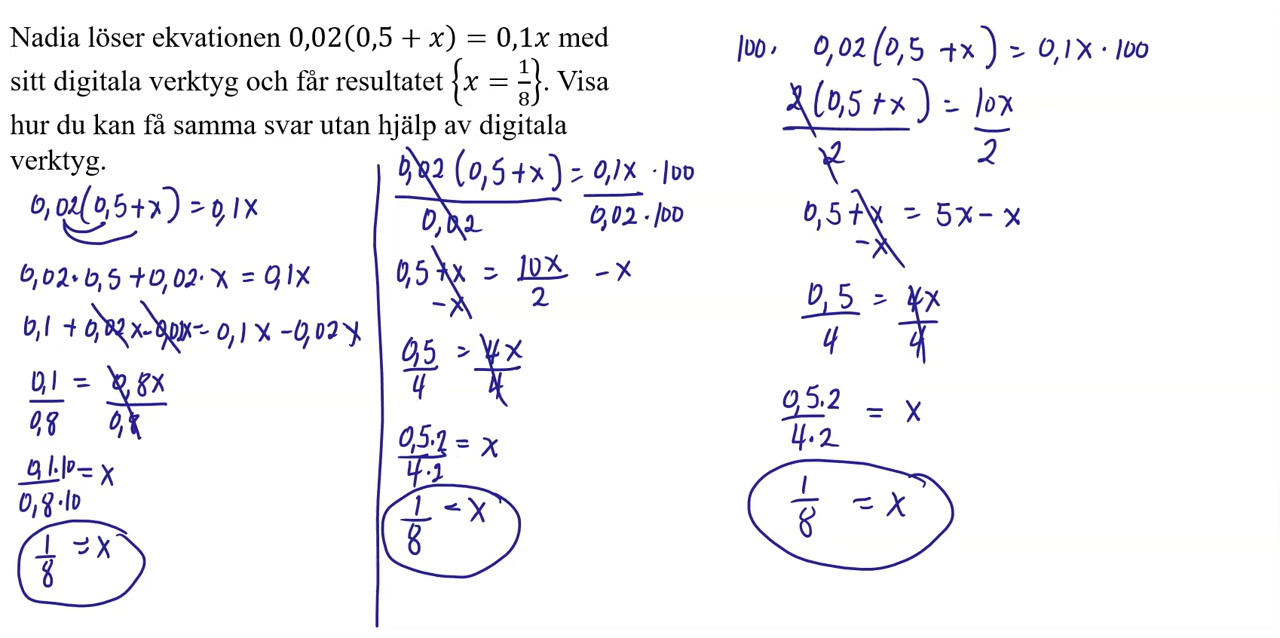 Nadia löser ekvationen 0,02(0,5 + x) = 0,1x med
sitt digitala verktyg och får resultatet {x = 1/8}. Visa
hur du kan få samma svar utan hjälp av digitala
verktyg.
0,02(0,5+x) = 0,1x
0,02·0,5+0,02·x = 0,1x
0,1 + 0,02x-0,02x = 0,1x -0,02x
0,1/0,8 = 0,8x/0,8
0,1·10/0,8·10 = x
1/8 = x
0,02(0,5+x)/0,02 = 0,1x·100/0,02·100
0,5+x-x = 10x/2 -x
0,5/4 = 4x/4
0,5·2/4·2 = x
1/8 = x
100· 0,02(0,5+x) = 0,1x·100
2(0,5+x)/2 = 10x/2
0,5+x-x = 5x-x
0,5/4 = 4x/4
0,5·2/4·2 = x
1/8 = x